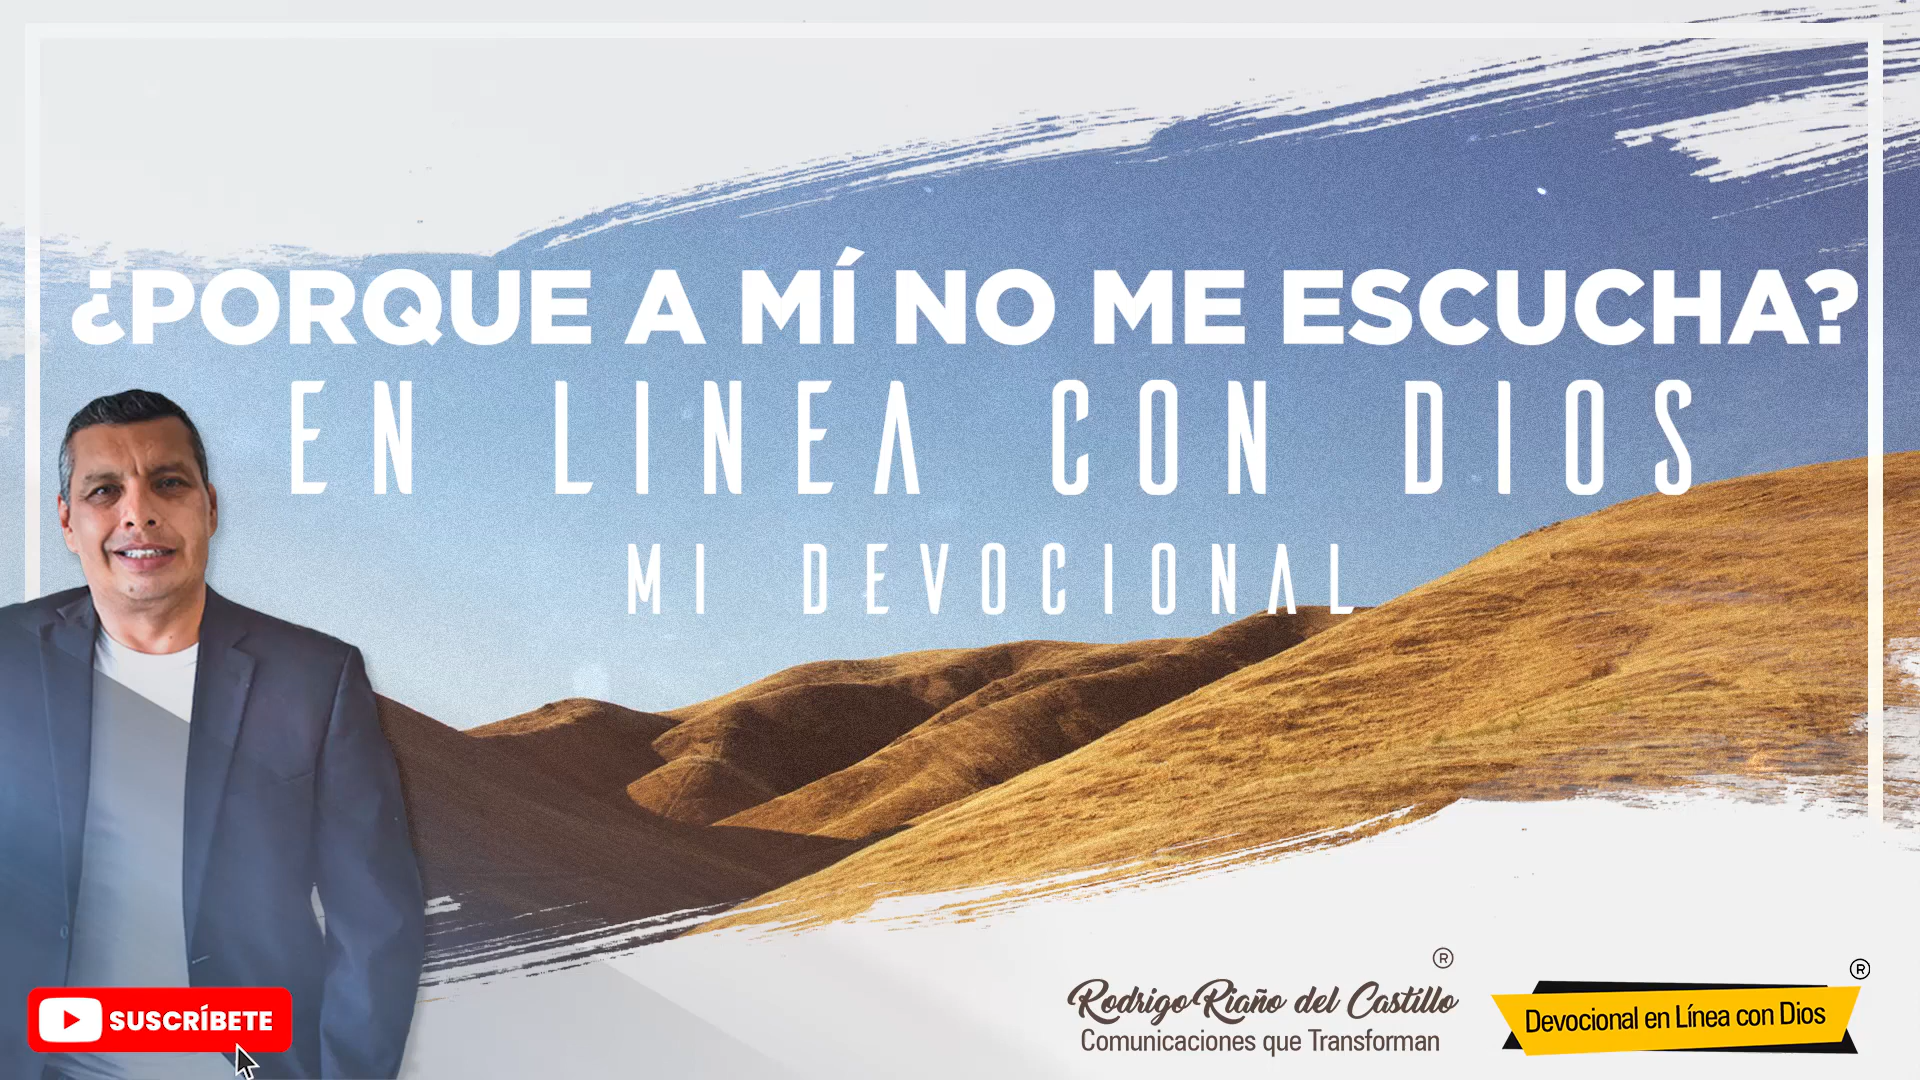 ¿PORQUE A MÍ NO ME ESCUCHA?
EN LINEA CON DIOS
MI DEVOCIONAL
SUSCRÍBETE
®
Rodrigo Riaño del Castillo
Comunicaciones que Transforman
®
Devocional en Línea con Dios